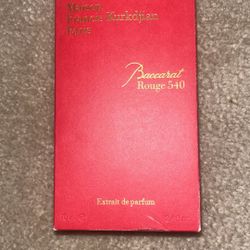 Maison
Francis Kurkdjian
Paris
Baccarat
Rouge 540
Extrait de parfum